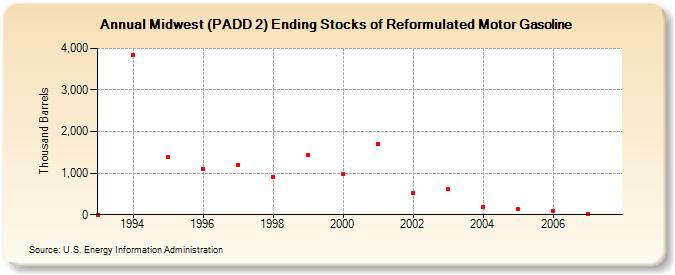 Annual Midwest (PADD 2) Ending Stocks of Reformulated Motor Gasoline
Thousand Barrels
4,000
3,000
2,000
1,000
0
1994 1996 1998 2000 2002 2004 2006
Source: U.S. Energy Information Administration